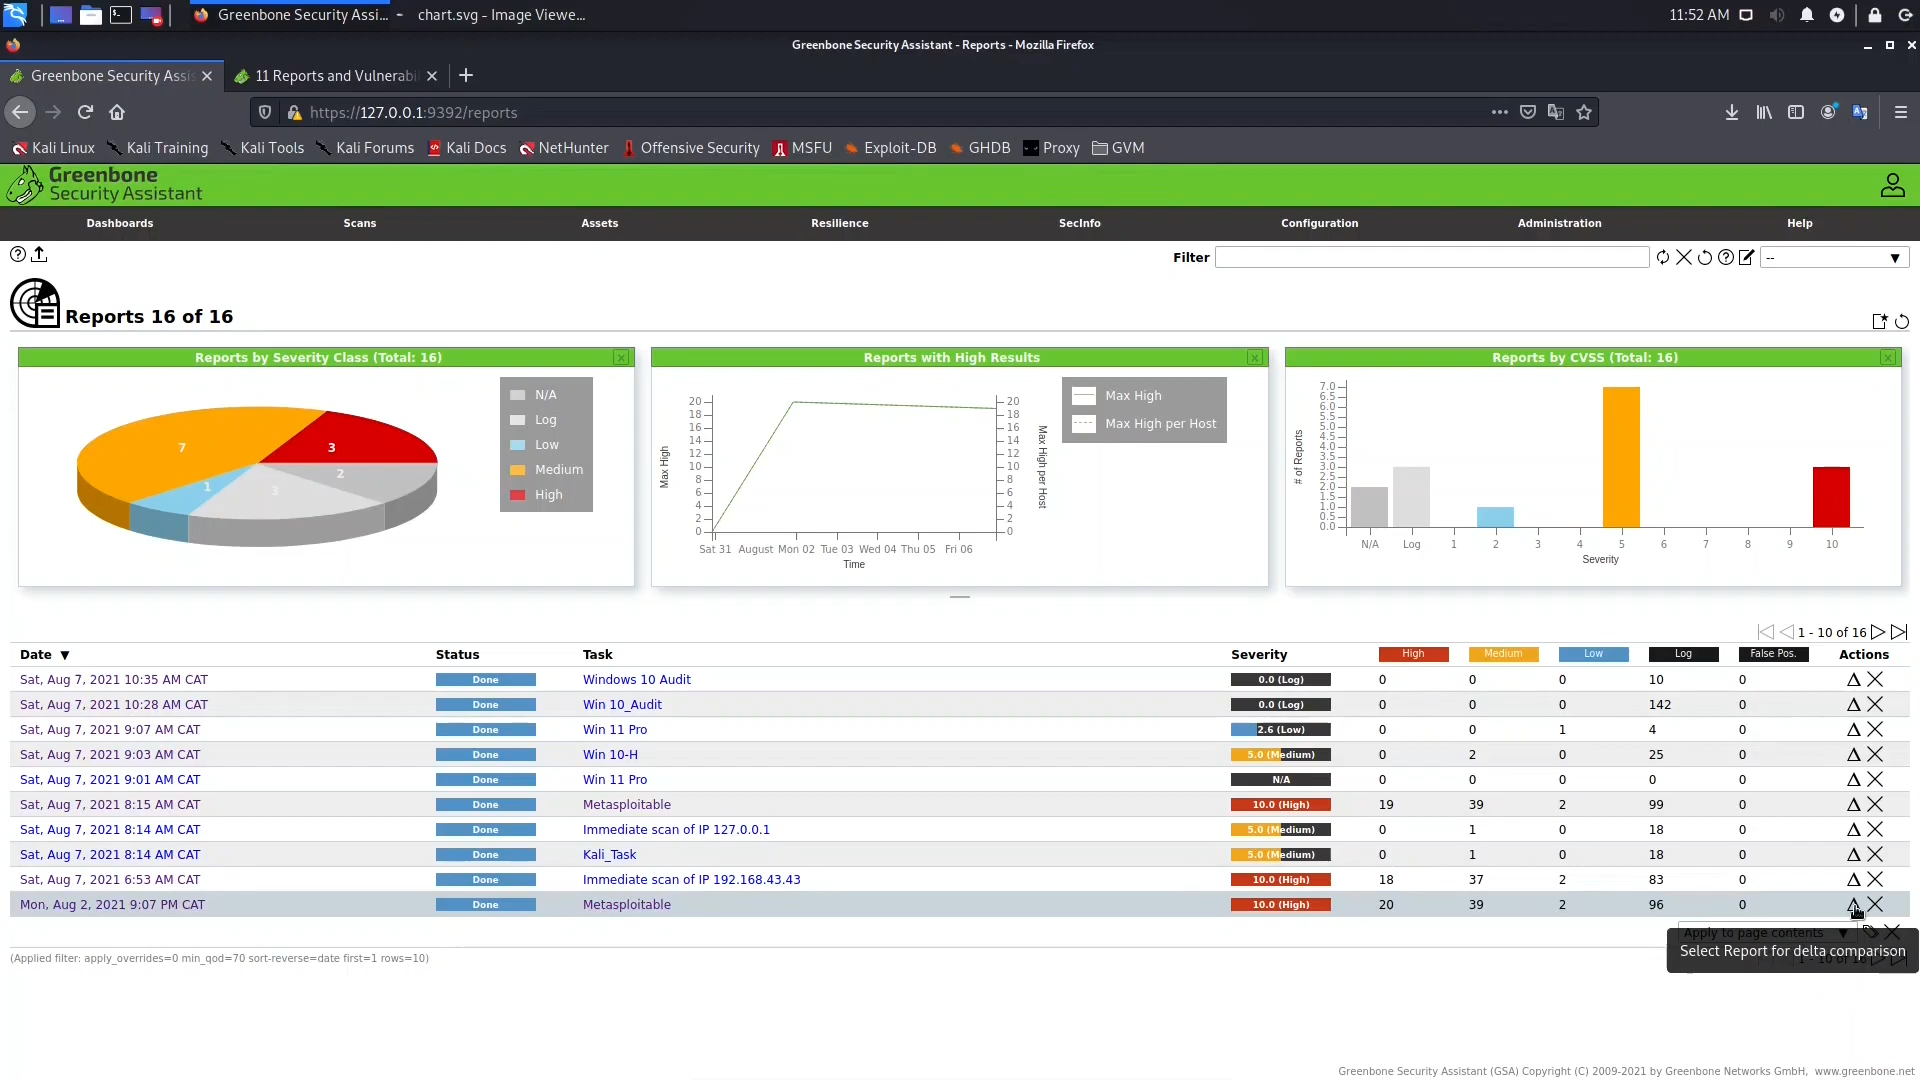 Greenbone Security Assi... - chart.svg - Image Viewe... 11:52 AM
Greenbone Security Assistant - Reports - Mozilla Firefox
Greenbone Security Assis 11 Reports and Vulnerabi
https://127.0.0.1:9392/reports
Kali Linux Kali Training Kali Tools Kali Forums Kali Docs NetHunter Offensive Security MSFU Exploit-DB GHDB Proxy GVM
Greenbone
Security Assistant
Dashboards Scans Assets Resilience SecInfo Configuration Administration Help
Filter --
Reports 16 of 16
Reports by Severity Class (Total: 16)
7
3
2
1
3
N/A
Log
Low
Medium
High
Reports with High Results
Max High
20
18
16
14
12
10
8
6
4
2
0
20
18
16
14
12
10
8
6
4
2
0
Max High per Host
Sat 31 August Mon 02 Tue 03 Wed 04 Thu 05 Fri 06
Time
Max High
Max High per Host
Reports by CVSS (Total: 16)
# of Reports
7.0
6.5
6.0
5.5
5.0
4.5
4.0
3.5
3.0
2.5
2.0
1.5
1.0
0.5
0.0
N/A Log 1 2 3 4 5 6 7 8 9 10
Severity
1 - 10 of 16
Date ▼ Status Task Severity High Medium Low Log False Pos. Actions
Sat, Aug 7, 2021 10:35 AM CAT Done Windows 10 Audit 0.0 (Log) 0 0 0 10 0
Sat, Aug 7, 2021 10:28 AM CAT Done Win 10_Audit 0.0 (Log) 0 0 0 142 0
Sat, Aug 7, 2021 9:07 AM CAT Done Win 11 Pro 2.6 (Low) 0 0 1 4 0
Sat, Aug 7, 2021 9:03 AM CAT Done Win 10-H 5.0 (Medium) 0 2 0 25 0
Sat, Aug 7, 2021 9:01 AM CAT Done Win 11 Pro N/A 0 0 0 0 0
Sat, Aug 7, 2021 8:15 AM CAT Done Metasploitable 10.0 (High) 19 39 2 99 0
Sat, Aug 7, 2021 8:14 AM CAT Done Immediate scan of IP 127.0.0.1 5.0 (Medium) 0 1 0 18 0
Sat, Aug 7, 2021 8:14 AM CAT Done Kali_Task 5.0 (Medium) 0 1 0 18 0
Sat, Aug 7, 2021 6:53 AM CAT Done Immediate scan of IP 192.168.43.43 10.0 (High) 18 37 2 83 0
Mon, Aug 2, 2021 9:07 PM CAT Done Metasploitable 10.0 (High) 20 39 2 96 0
Apply to page contents ▼
Select Report for delta comparison
(Applied filter: apply_overrides=0 min_qod=70 sort-reverse=date first=1 rows=10)
Greenbone Security Assistant (GSA) Copyright (C) 2009-2021 by Greenbone Networks GmbH, www.greenbone.net